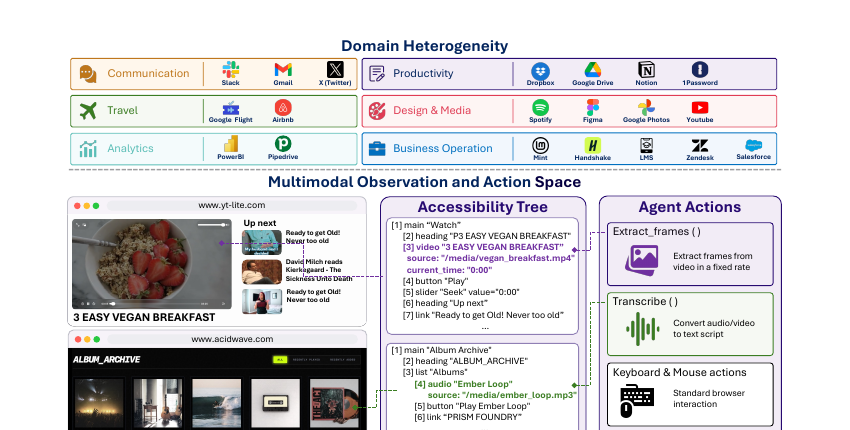 Domain Heterogeneity
Communication
Slack
Gmail
X (Twitter)
Productivity
Dropbox
Google Drive
Notion
1Password
Travel
Google Flight
Airbnb
Design & Media
Spotify
Figma
Google Photos
Youtube
Analytics
PowerBI
Pipedrive
Business Operation
Mint
Handshake
LMS
Zendesk
Salesforce
Multimodal Observation and Action Space
www.yt-lite.com
Up next
Ready to get Old!
Never too old
David Milch reads
Kierkegaard - The
Sickness Unto Death
Ready to get Old!
Never too old
3 EASY VEGAN BREAKFAST
www.acidwave.com
ALBUM_ARCHIVE
ALL
Accessibility Tree
[1] main “Watch”
[2] heading "P3 EASY VEGAN BREAKFAST"
[3] video "3 EASY VEGAN BREAKFAST"
source: "/media/vegan_breakfast.mp4"
current_time: "0:00"
[4] button "Play"
[5] slider "Seek" value="0:00"
[6] heading "Up next"
[7] link "Ready to get Old! Never too old"
...
[1] main "Album Archive"
[2] heading "ALBUM_ARCHIVE"
[3] list "Albums"
[4] audio "Ember Loop"
source: "/media/ember_loop.mp3"
[5] button "Play Ember Loop"
[6] link "PRISM FOUNDRY"
Agent Actions
Extract_frames ( )
Extract frames from
video in a fixed rate
Transcribe ( )
Convert audio/video
to text script
Keyboard & Mouse actions
Standard browser
interaction